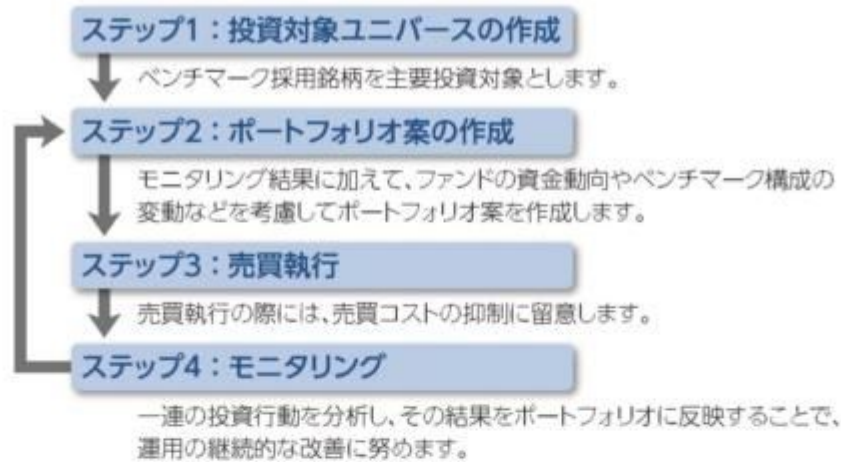 ステップ1：投資対象ユニバースの作成
ベンチマーク採用銘柄を主要投資対象とします。
ステップ2：ポートフォリオ案の作成
モニタリング結果に加えて、ファンドの資金動向やベンチマーク構成の
変動などを考慮してポートフォリオ案を作成します。
ステップ3：売買執行
売買執行の際には、売買コストの抑制に留意します。
ステップ4：モニタリング
一連の投資行動を分析し、その結果をポートフォリオに反映することで、
運用の継続的な改善に努めます。